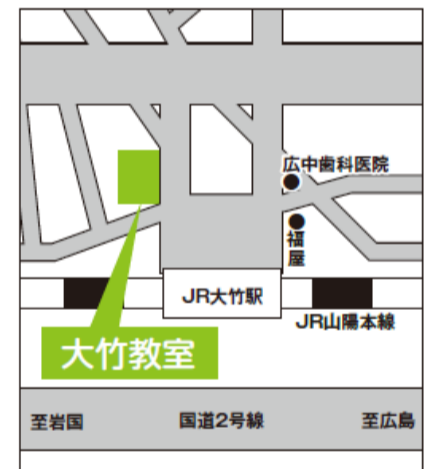 広中歯科医院
福屋
JR大竹駅
JR山陽本線
大竹教室
至岩国
国道2号線
至広島